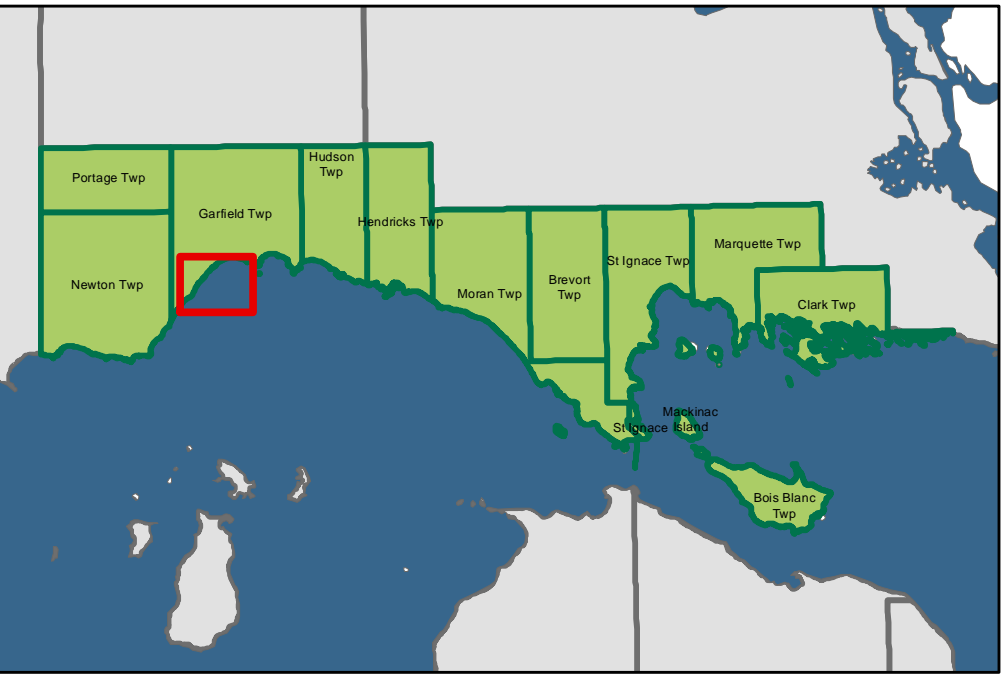 Hudson
Twp
Portage Twp
Garfield Twp
Hendricks Twp
Marquette Twp
St Ignace Twp
Newton Twp
Brevort
Twp
Moran Twp
Clark Twp
Mackinac
Island
St Ignace
Bois Blanc
Twp